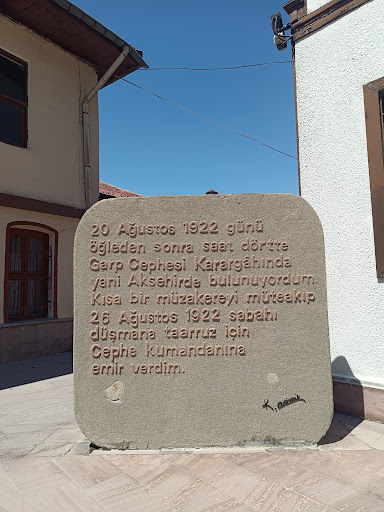 20 Ağustos 1922 günü
öğleden sonra saat dörtte
Garp Cephesi Karargâhında
yani Akşehirde bulunuyordum.
Kısa bir müzakereyi müteakip
26 Ağustos 1922 sabahı
düşmana taarruz için
Cephe Kumandanına
emir verdim.
K. Atatürk